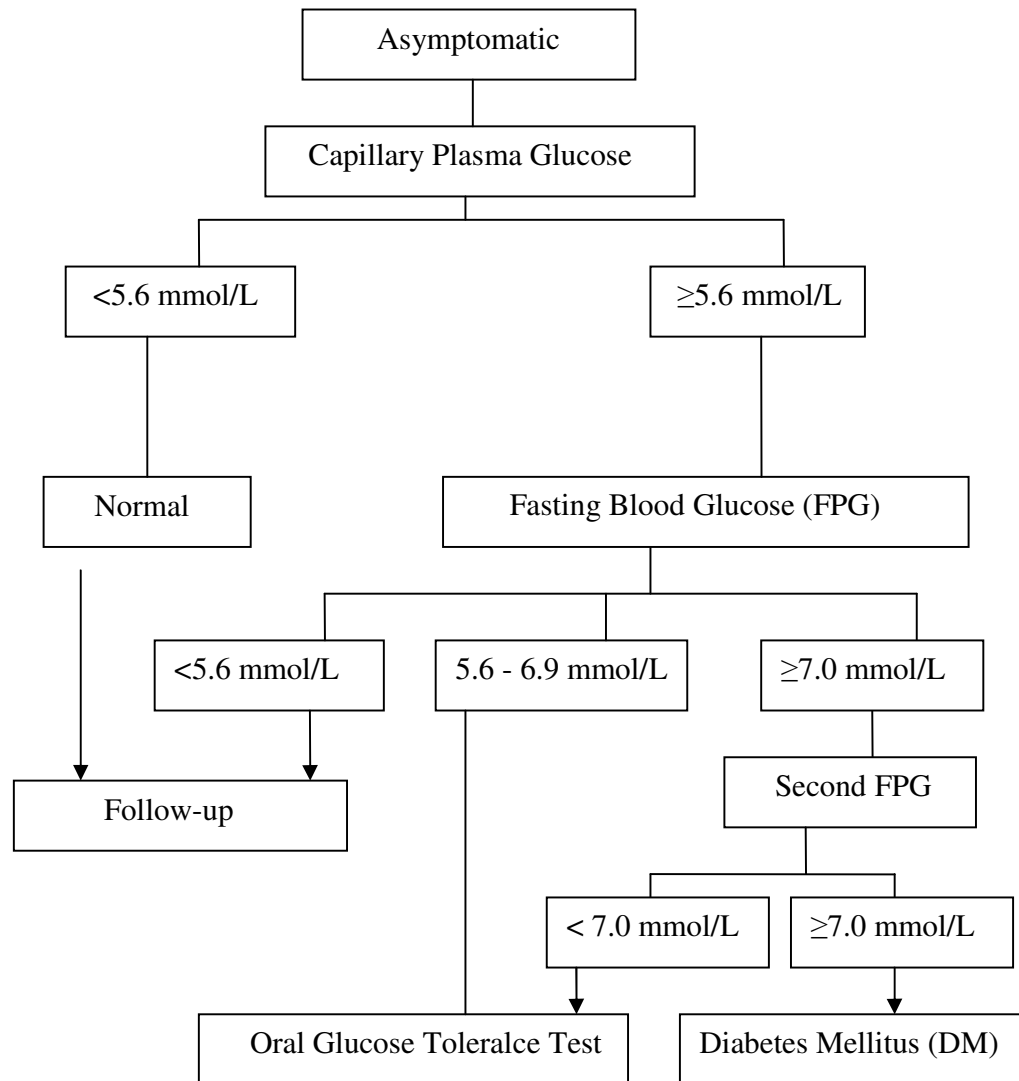 Asymptomatic
Capillary Plasma Glucose
<5.6 mmol/L
≥5.6 mmol/L
Normal
Fasting Blood Glucose (FPG)
<5.6 mmol/L
5.6 - 6.9 mmol/L
≥7.0 mmol/L
Second FPG
Follow-up
< 7.0 mmol/L
≥7.0 mmol/L
Oral Glucose Toleralce Test
Diabetes Mellitus (DM)